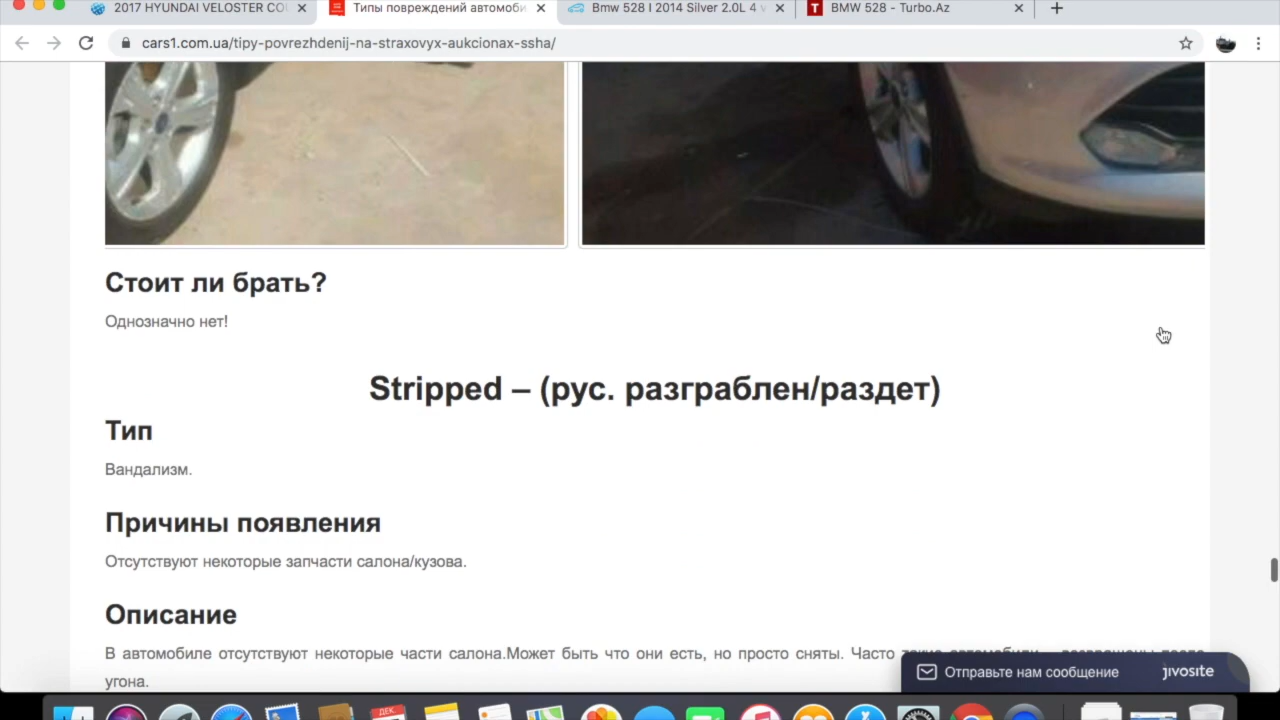 2017 HYUNDAI VELOSTER CO
Типы повреждений автомоби
Bmw 528 I 2014 Silver 2.0L 4
BMW 528 - Turbo.Az
cars1.com.ua/tipy-povrezhdenij-na-straxovyx-aukcionax-ssha/
Стоит ли брать?
Однозначно нет!
Stripped – (рус. разграблен/раздет)
Тип
Вандализм.
Причины появления
Отсутствуют некоторые запчасти салона/кузова.
Описание
В автомобиле отсутствуют некоторые части салона.Может быть что они есть, но просто сняты. Часто
угона.
Отправьте нам сообщение
jivosite
ДЕК.